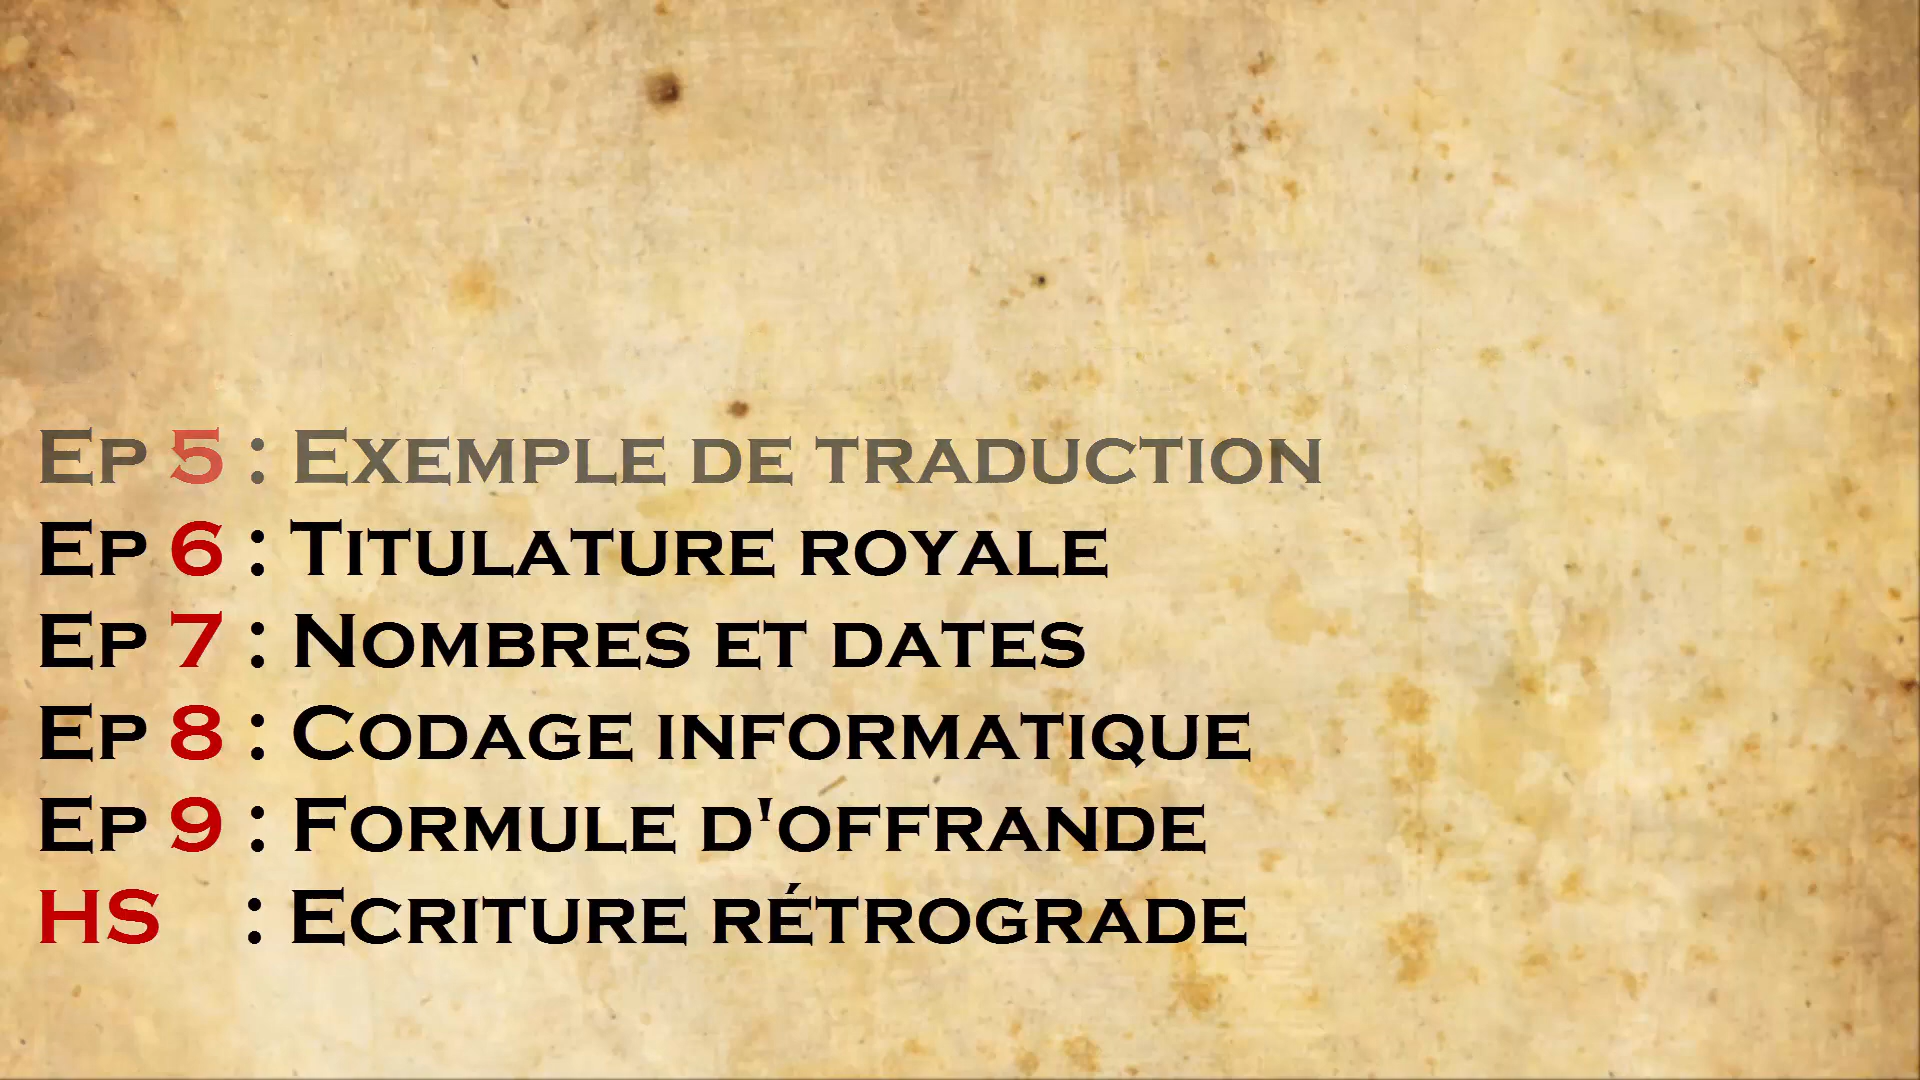 Ep 5 : Exemple de traduction
Ep 6 : Titulature royale
Ep 7 : Nombres et dates
Ep 8 : Codage informatique
Ep 9 : Formule d'offrande
HS : Ecriture rétrograde